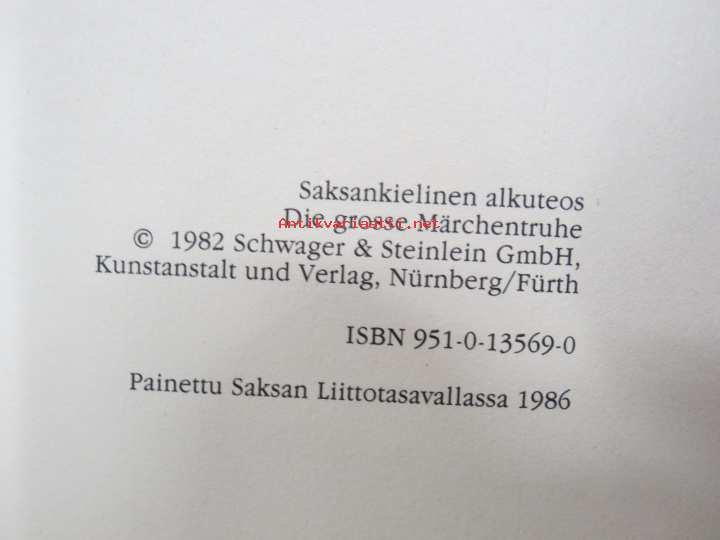 Saksankielinen alkuteos
Die grosse Märchentruhe
© 1982 Schwager & Steinlein GmbH,
Kunstanstalt und Verlag, Nürnberg/Fürth
ISBN 951-0-13569-0
Painettu Saksan Liittotasavallassa 1986